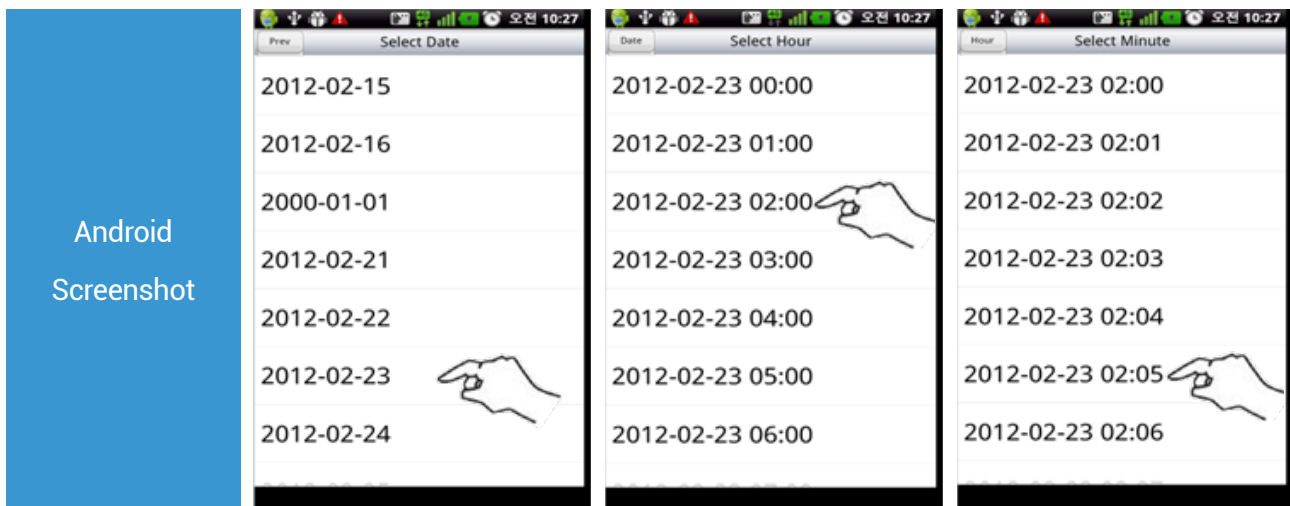 Android
Screenshot
오전 10:27
Prev
Select Date
2012-02-15
2012-02-16
2000-01-01
2012-02-21
2012-02-22
2012-02-23
2012-02-24
오전 10:27
Date
Select Hour
2012-02-23 00:00
2012-02-23 01:00
2012-02-23 02:00
2012-02-23 03:00
2012-02-23 04:00
2012-02-23 05:00
2012-02-23 06:00
오전 10:27
Hour
Select Minute
2012-02-23 02:00
2012-02-23 02:01
2012-02-23 02:02
2012-02-23 02:03
2012-02-23 02:04
2012-02-23 02:05
2012-02-23 02:06